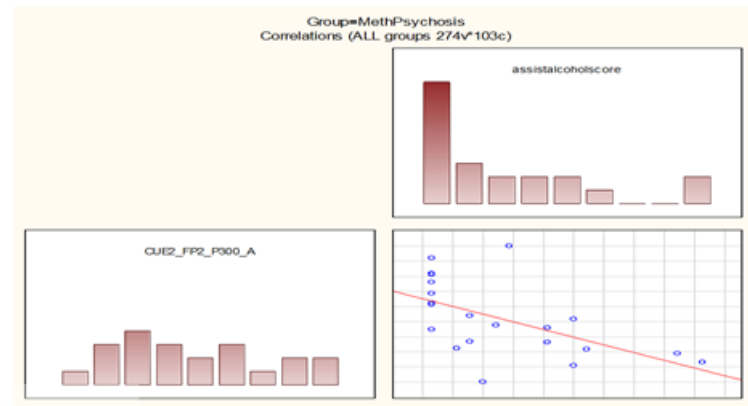 Group=MethPsychosis
Correlations (ALL groups 274v*103c)
assistalcoholscore
CUE2_FP2_P300_A